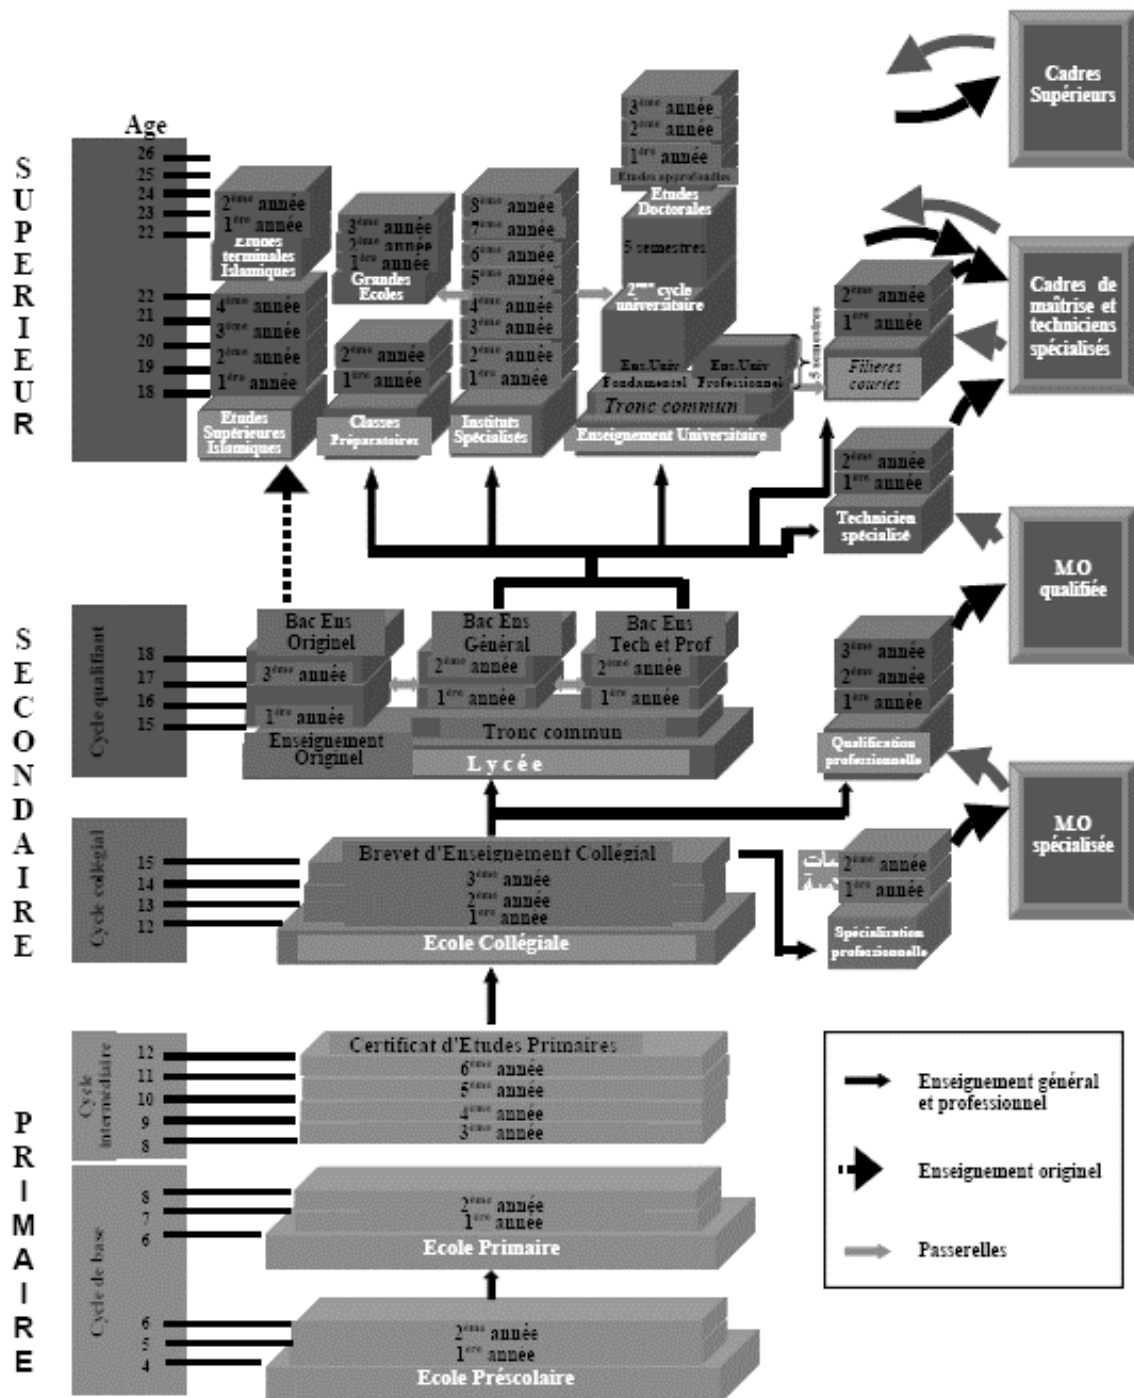 Cadres
Supérieurs
SUPERIEUR
Age
26
25
24
23
22
22
21
20
19
18
2ème année
1ère année
Etudes
terminales
Islamiques
4ème année
3ème année
2ème année
1ère année
Etudes
Supérieures
Islamiques
3ème année
2ème année
1ère année
Grandes
Ecoles
2ème année
1ère année
Classes
Préparatoires
8ème année
7ème année
6ème année
5ème année
4ème année
3ème année
2ème année
1ère année
Instituts
Spécialisés
3ème année
2ème année
1ère année
Etudes approfondies
Etudes
Doctorales
5 semestres
2ème cycle
universitaire
Ens.Univ
Fondamentel
Ens.Univ
Professionnel
Tronc commun
Enseignement Universitaire
5 semestres
2ème année
1ère année
Filières
couries
Cadres de
maîtrise et
techniciens
spécialisés
2ème année
1ère année
Technicien
spécialisé
M.O
qualifiée
SECONDAIRE
Cycle qualifiant
18
17
16
15
Bac Ens
Originel
3ème année
1ère année
Enseignement
Originel
Bac Ens
Général
2ème année
1ère année
Bac Ens
Tech et Prof
2ème année
1ère année
Tronc commun
Lycée
3ème année
2ème année
1ère année
Qualification
professionnelle
M.O
spécialisée
Cycle collégial
15
14
13
12
Brevet d'Enseignement Collégial
3ème année
2ème année
1ère année
Ecole Collégiale
2ème année
1ère année
Spécialisation
professionnelle
PRIMAIRE
Cycle
intermédiaire
12
11
10
9
8
Certificat d'Etudes Primaires
6ème année
5ème année
4ème année
3ème année
Cycle de base
8
7
6
2ème année
1ère année
Ecole Primaire
6
5
4
2ème année
1ère année
Ecole Préscolaire
Enseignement général
et professionnel
Enseignement originel
Passerelles